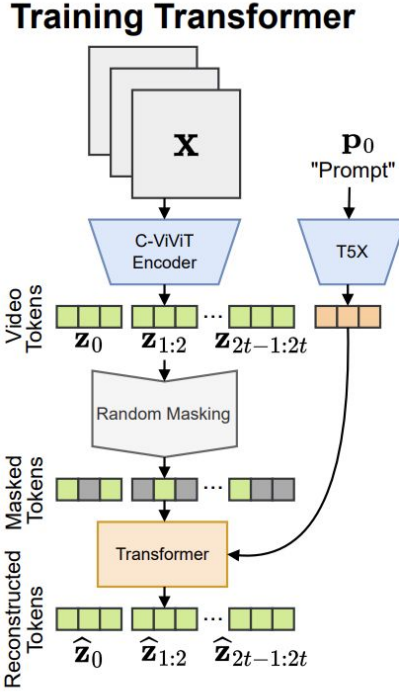 Training Transformer
x
p₀
"Prompt"
C-ViViT
Encoder
T5X
Video
Tokens
...
z₀ z₁:₂ z₂ₜ₋₁:₂ₜ
Random Masking
Masked
Tokens
...
Transformer
Reconstructed
Tokens
...
ẑ₀ ẑ₁:₂ ẑ₂ₜ₋₁:₂ₜ